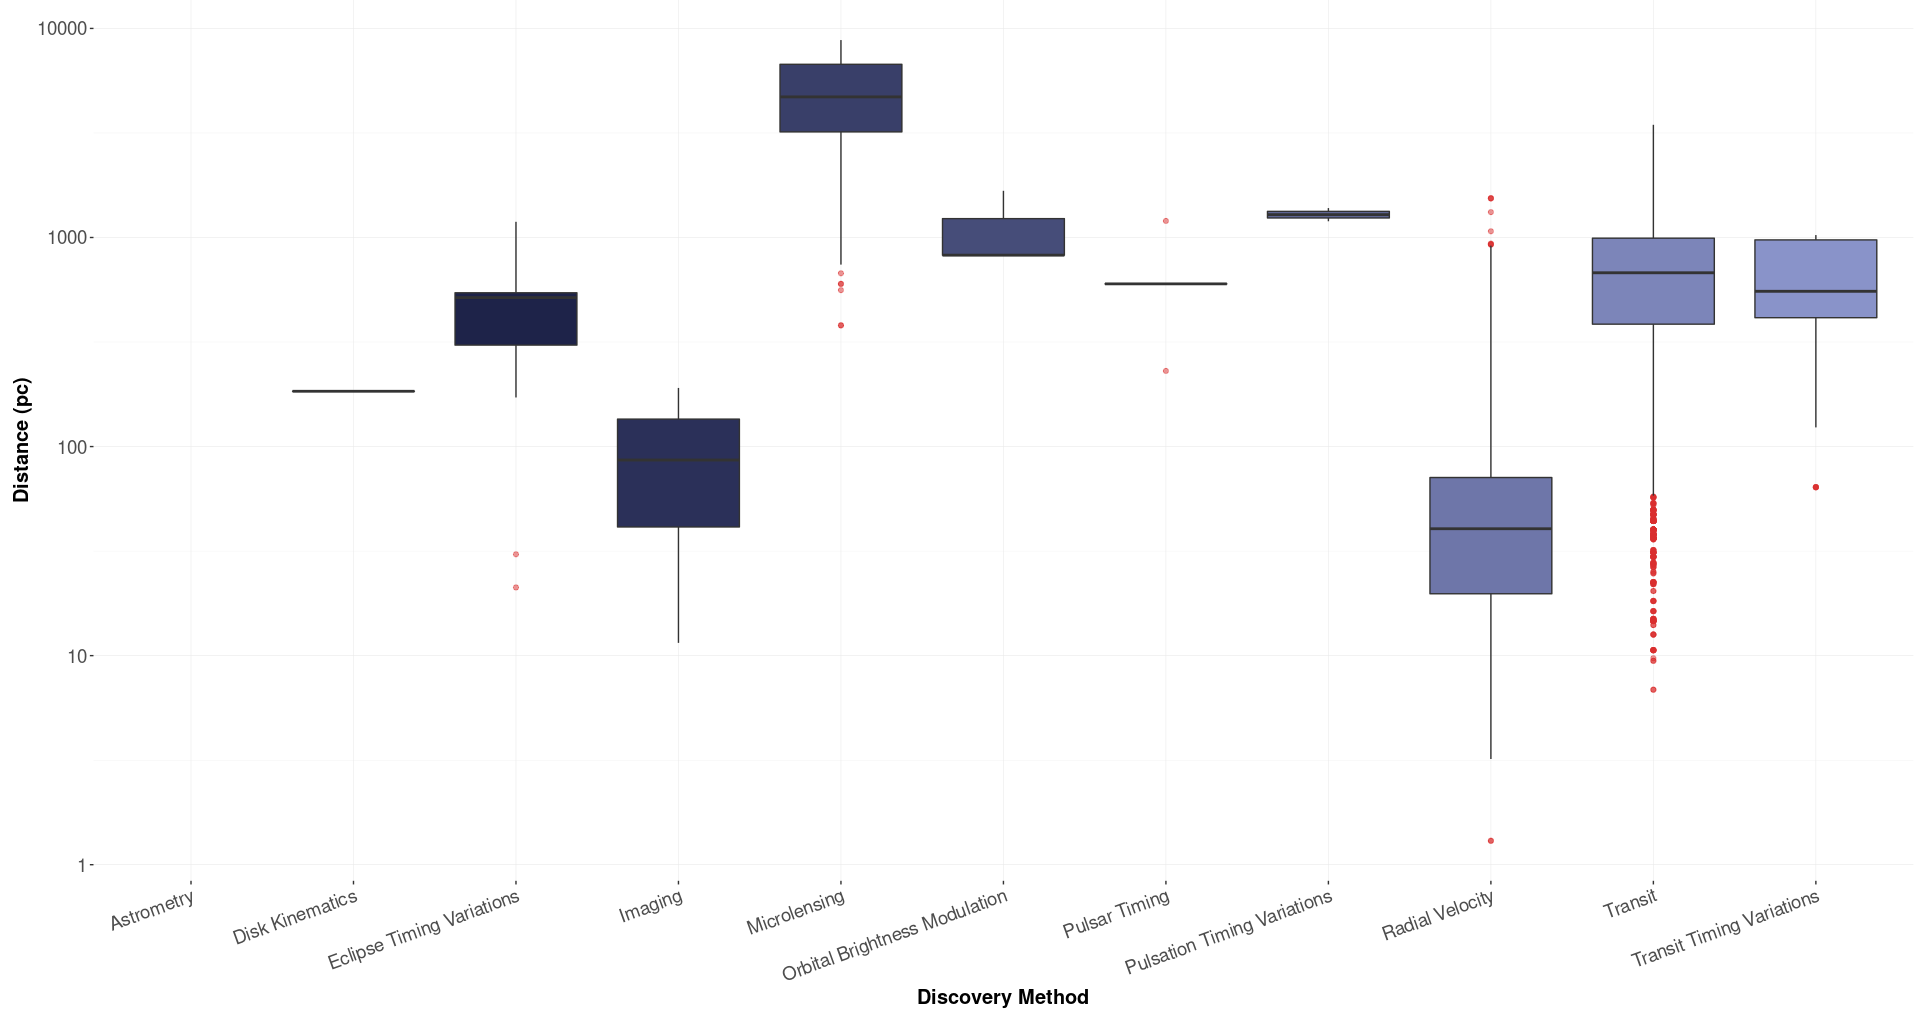 10000
1000
100
10
1
Distance (pc)
Astrometry
Disk Kinematics
Eclipse Timing Variations
Imaging
Microlensing
Orbital Brightness Modulation
Pulsar Timing
Pulsation Timing Variations
Radial Velocity
Transit
Transit Timing Variations
Discovery Method